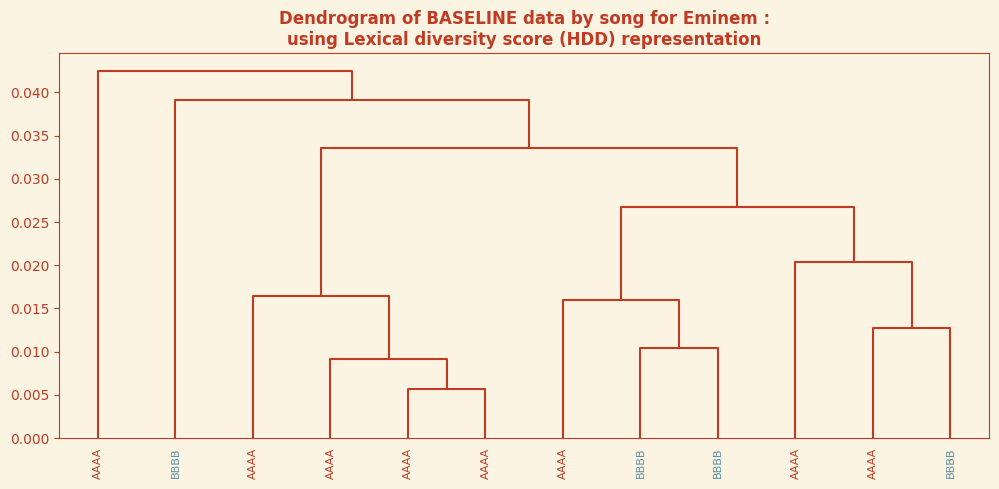 Dendrogram of BASELINE data by song for Eminem :
using Lexical diversity score (HDD) representation
0.040
0.035
0.030
0.025
0.020
0.015
0.010
0.005
0.000
AAAA
BBBB
AAAA
AAAA
AAAA
AAAA
AAAA
BBBB
BBBB
AAAA
AAAA
BBBB